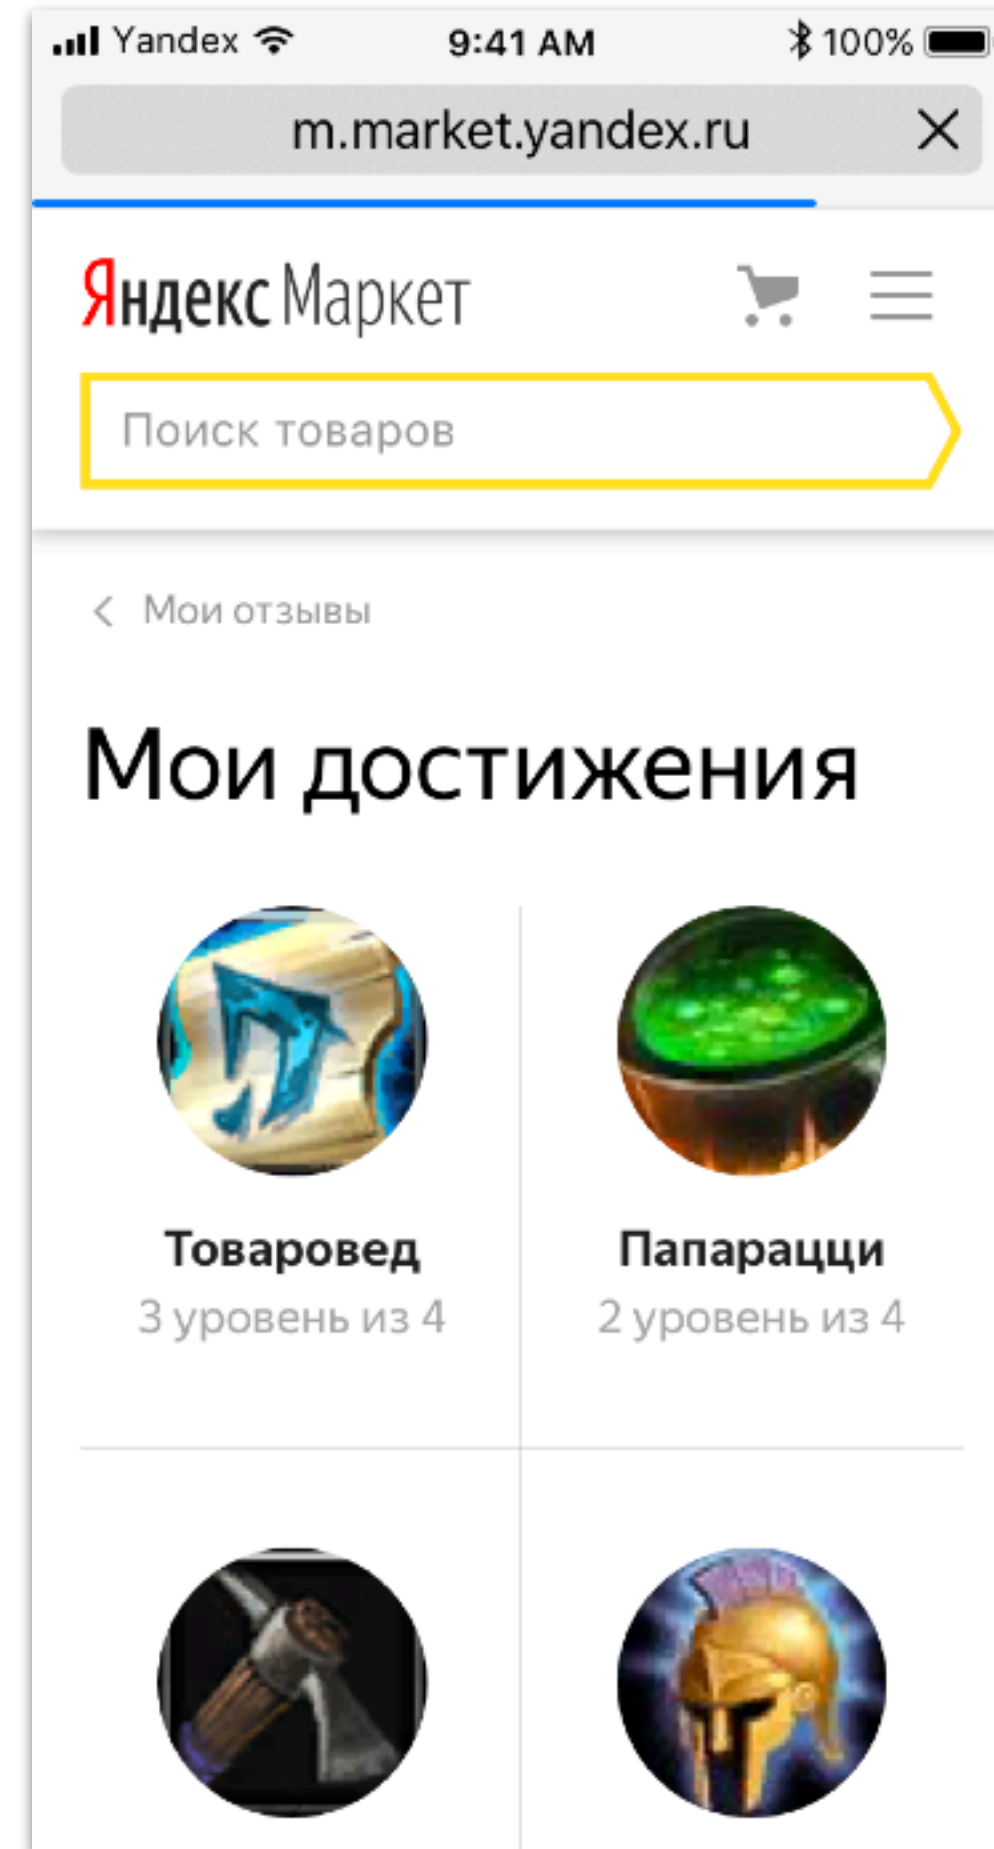 Yandex 9:41 AM 100%
m.market.yandex.ru
Яндекс Маркет
Поиск товаров
Мои отзывы
Мои достижения
Товаровед Папарацци
3 уровень из 4 2 уровень из 4